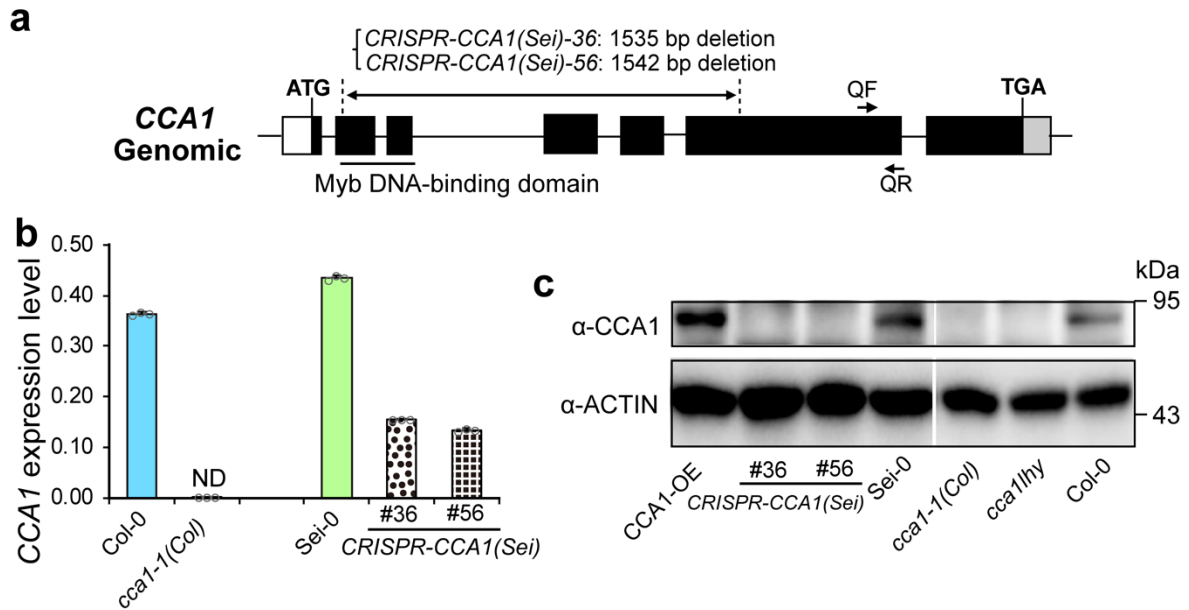 a
CRISPR-CCA1(Sei)-36: 1535 bp deletion
CRISPR-CCA1(Sei)-56: 1542 bp deletion
ATG
QF
TGA
CCA1
Genomic
Myb DNA-binding domain
QR
b
CCA1 expression level
0.50
0.40
0.30
0.20
0.10
0.00
ND
Col-0
cca1-1(Col)
Sei-0
#36
#56
CRISPR-CCA1(Sei)
c
kDa
α-CCA1
95
α-ACTIN
43
CCA1-OE
#36
#56
CRISPR-CCA1(Sei)
Sei-0
cca1-1(Col)
cca1lhy
Col-0